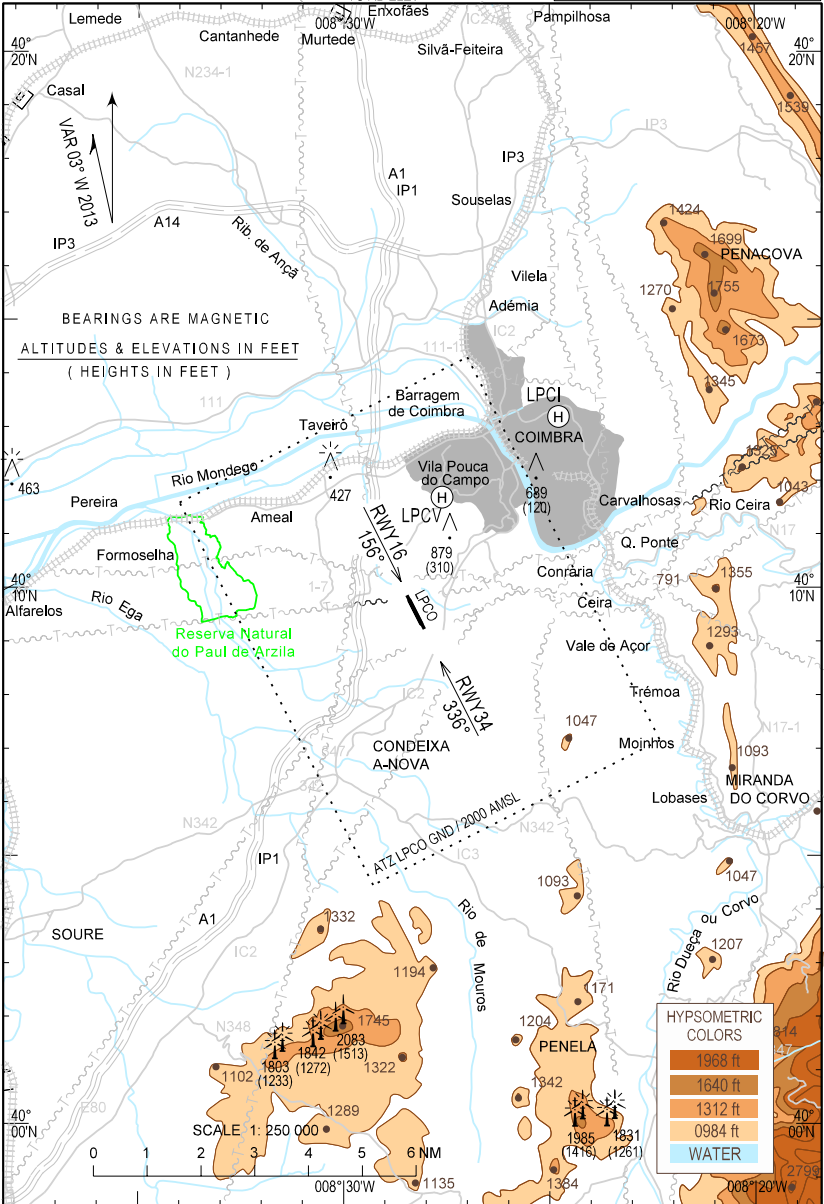 008°30'W
Enxofães
008°20'W
Lemede
Cantanhede
Murtede
IC2
Pampilhosa
40°
20'N
Silvã-Feiteira
1457
40°
20'N
N234-1
Casal
1539
VAR 03° W 2013
IP3
A1
IP1
IP3
Souselas
A14
IP3
Rib. de Ançã
1424
1699
PENACOVA
Vilela
1270
1755
Adémia
BEARINGS ARE MAGNETIC
IC2
1673
ALTITUDES & ELEVATIONS IN FEET
( HEIGHTS IN FEET )
111-1
1345
111
Barragem
de Coimbra
LPCI
H
Taveiro
COIMBRA
Rio Mondego
Vila Pouca
do Campo
463
427
689
(120)
1043
Pereira
H
Carvalhosas
Rio Ceira
Ameal
LPCV
RWY16
156°
N17
879
(310)
Q. Ponte
Formoselha
Conraria
791
1355
40°
10'N
1-7
40°
10'N
Alfarelos
Rio Ega
LPCO
Ceira
Reserva Natural
do Paul de Arzila
1293
Vale de Açor
RWY34
336°
IC2
Trémoa
1047
N17-1
Moinhos
CONDEIXA
A-NOVA
1093
MIRANDA
DO CORVO
Lobases
N342
ATZ LPCO GND / 2000 AMSL
N342
IC3
IP1
1047
1093
Rio de Mouros
Rio Dueça ou Corvo
A1
1332
SOURE
1207
IC2
1194
1171
HYPSOMETRIC
COLORS
N348
1745
1204
2083
(1513)
814
1842
(1272)
PENELA
1968 ft
1803
(1233)
1322
1102
1640 ft
1342
1289
1312 ft
E80
40°
00'N
SCALE 1: 250 000
40°
00'N
0984 ft
1985
(1416)
1831
(1261)
WATER
0 1 2 3 4 5 6 NM
1135
1384
2799
008°30'W
008°20'W